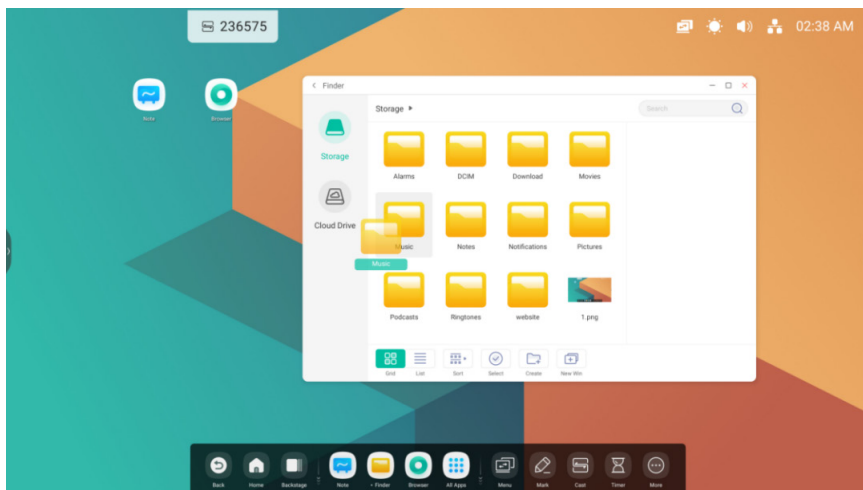 236575
02:38 AM
Finder
Note
Browser
Storage
Search
Storage
Alarms
DCIM
Download
Movies
Cloud Drive
Music
Notes
Notifications
Pictures
Music
Podcasts
Ringtones
website
1.png
Grid
List
Sort
Select
Create
New Win
Back
Home
Backstage
Note
Finder
Browser
All Apps
Menu
Mark
Cast
Timer
More